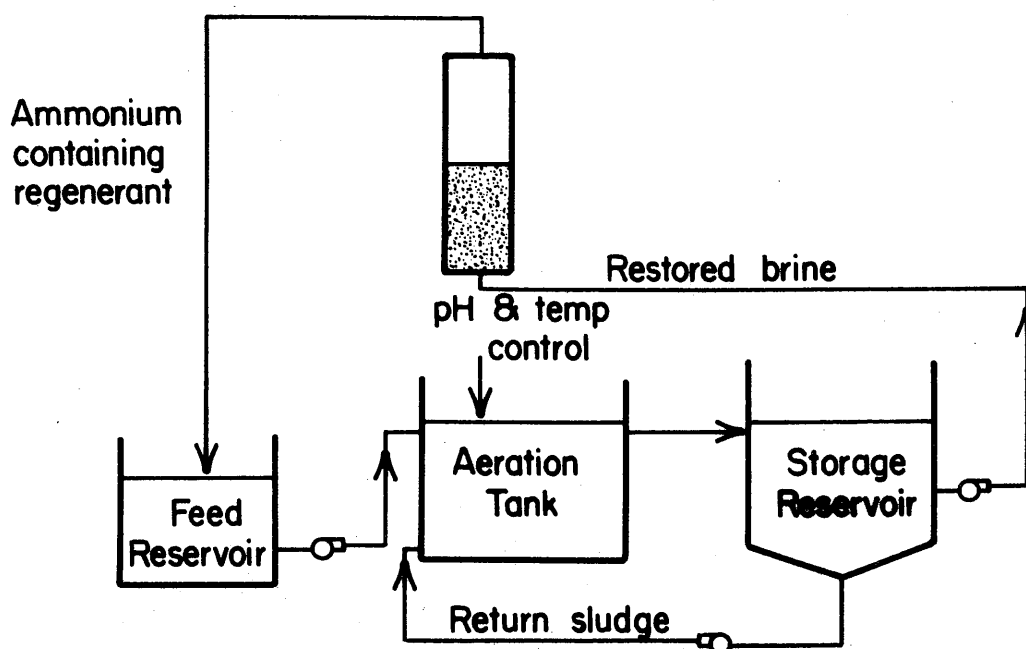 Ammonium
containing
regenerant
Restored brine
pH & temp
control
Feed
Reservoir
Aeration
Tank
Storage
Reservoir
Return sludge